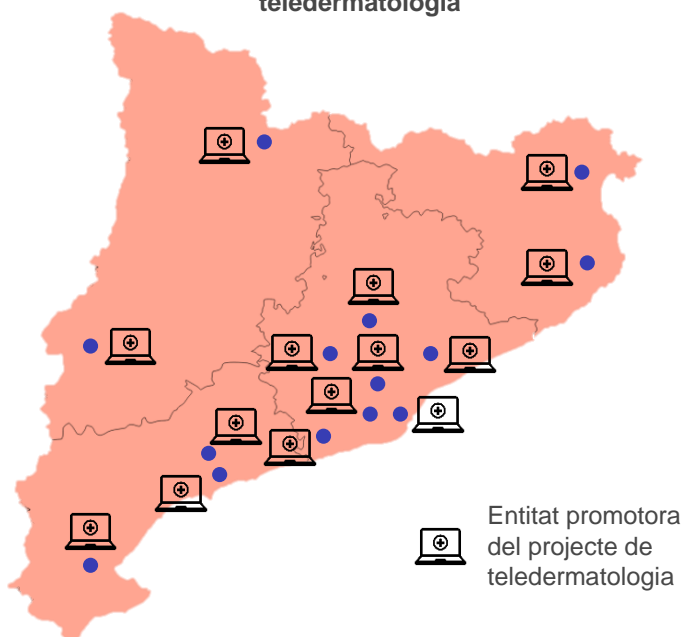 teledermatologia
Entitat promotora
del projecte de
teledermatologia